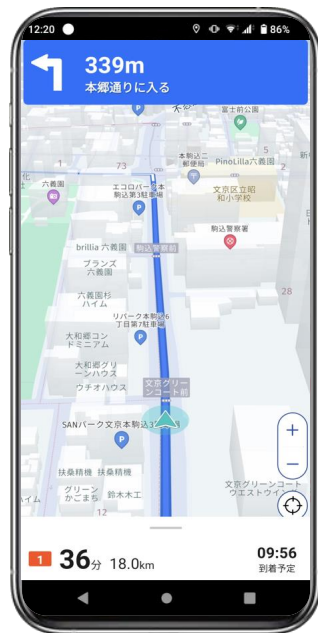 12:20
86%
339m
本郷通りに入る
富士前公園
5
1
73
本駒込二
郵便局
PinoLilla六義園
2
六義園
エコロパーク本
駒込第3駐車場
文京区立昭
和小学校
駒込警察署
brillia 六義園
駒込警察前
ブランズ
六義園
28
六義園杉
ハイム
リパーク本駒込6
丁目第7駐車場
大和郷コン
ドミニアム
大和郷グリ
ーンハウス
ウチオハウス
文京グリー
ンコート前
SANパーク文京本駒込3
扶桑精機 扶桑精機
グリーン
かごまち
鈴木木工
文京グリーンコート
ウエストウイ
ハイム
12
+
−
1
36分 18.0km
09:56
到着予定